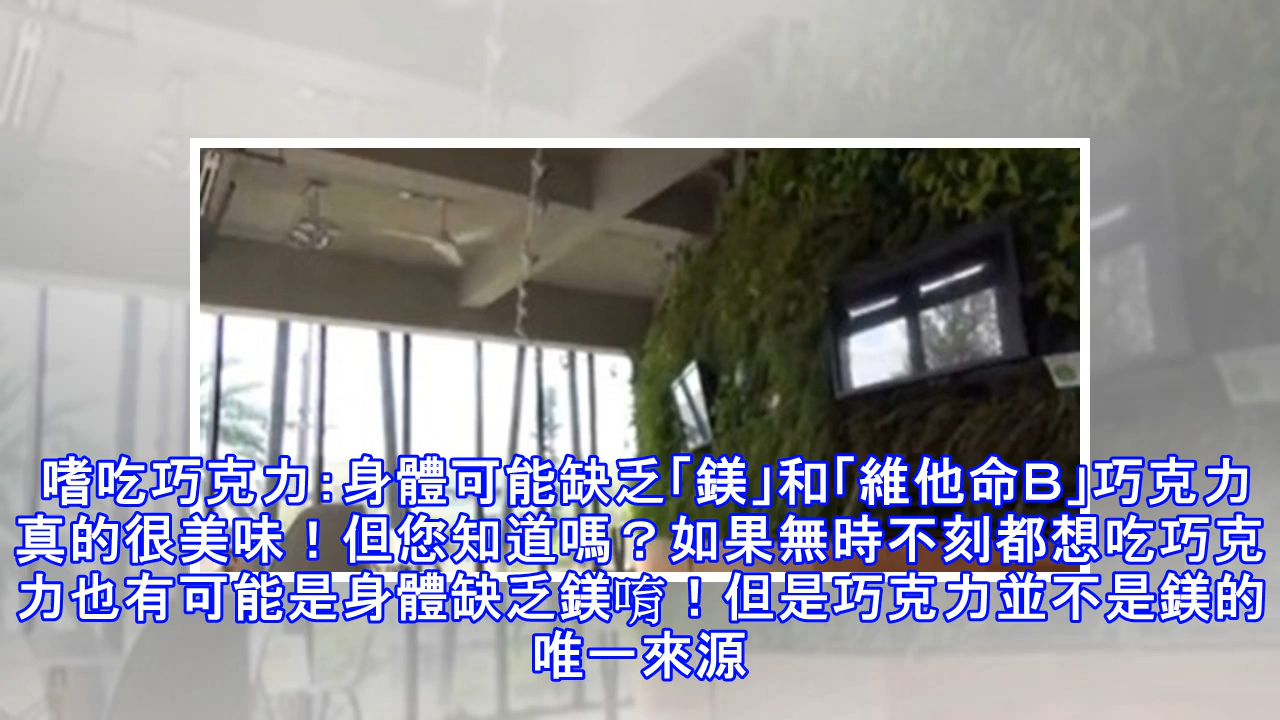 嗜吃巧克力:身體可能缺乏｢鎂｣和｢維他命B｣巧克力
真的很美味！但您知道嗎？如果無時不刻都想吃巧克
力也有可能是身體缺乏鎂唷！但是巧克力並不是鎂的
唯一來源